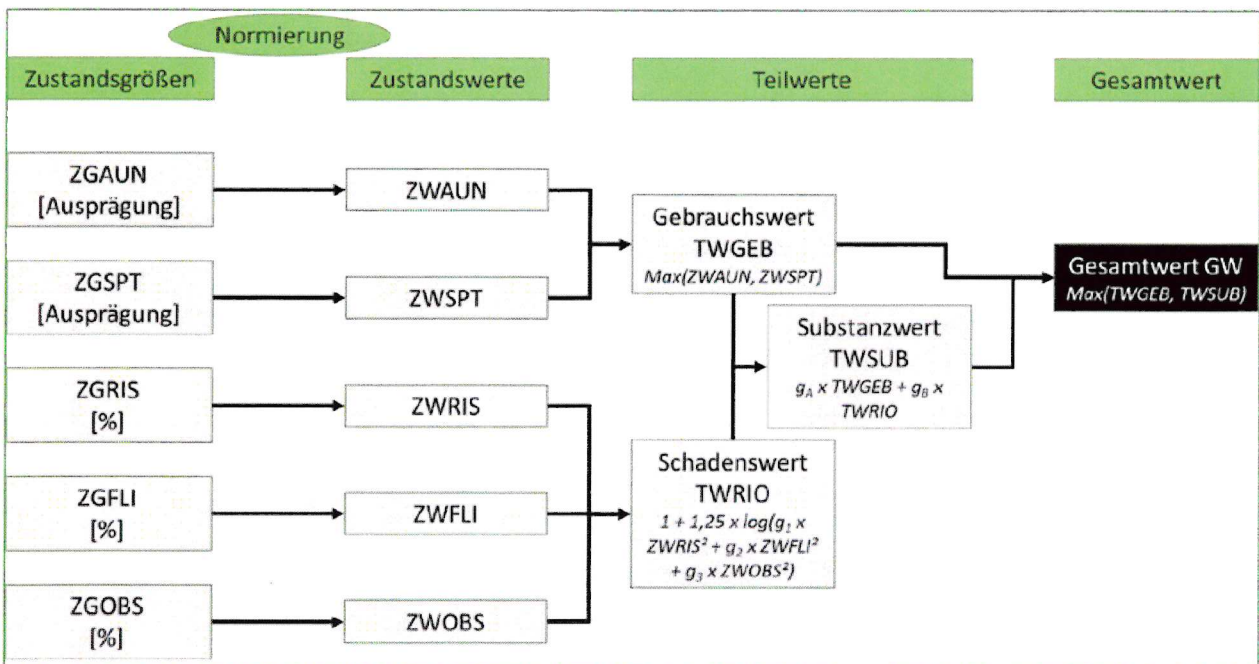 Normierung
Zustandsgrößen
Zustandswerte
Teilwerte
Gesamtwert
ZGAUN
[Ausprägung]
ZWAUN
ZGSPT
[Ausprägung]
ZWSPT
ZGRIS
[%]
ZWRIS
ZGFLI
[%]
ZWFLI
ZGOBS
[%]
ZWOBS
Gebrauchswert
TWGEB
Max(ZWAUN, ZWSPT)
Substanzwert
TWSUB
g_A x TWGEB + g_B x
TWRIO
Schadenswert
TWRIO
1 + 1,25 x log(g₁ x
ZWRIS² + g₂ x ZWFLI²
+ g₃ x ZWOBS²)
Gesamtwert GW
Max(TWGEB, TWSUB)